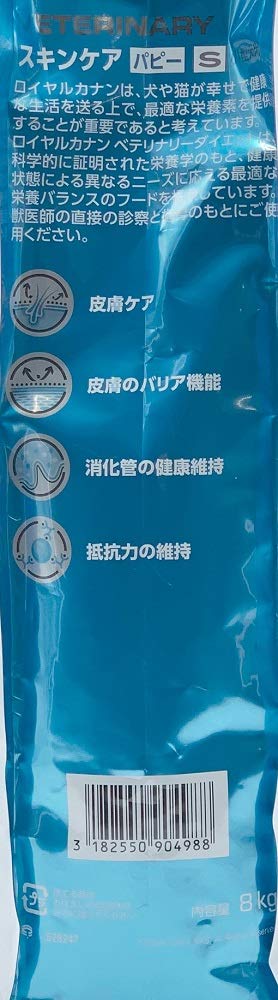 ETERINARY
スキンケア パピー S
ロイヤルカナンは、犬や猫が幸せで健康
な生活を送る上で、最適な栄養素を提供
することが重要であると考えています。
ロイヤルカナン ベテリナリーダイエ
科学的に証明された栄養学のもと、健康
状態による異なるニーズに応える最適な
栄養バランスのフードを
しています。
獣医師の直接の診察と
のもとにご使
用ください。
皮膚ケア
皮膚のバリア機能
消化管の健康維持
抵抗力の維持
3 182550 904988
内容量 8 kg